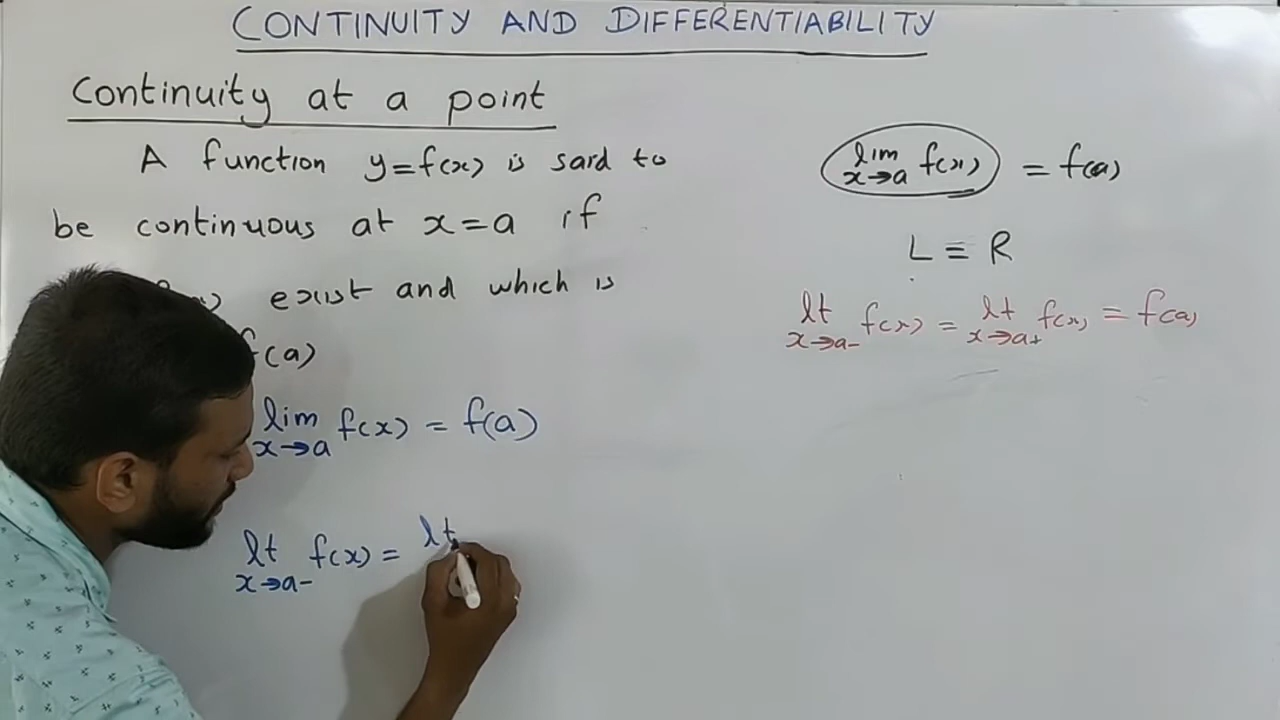 CONTINUITY AND DIFFERENTIABILITY
Continuity at a point
A function y=f(x) is said to
be continuous at x=a if
exist and which is
f(a)
lim f(x) = f(a)
x→a
lt f(x) = lt
x→a-
lim f(x) = f(a)
x→a
L = R
lt f(x) = lt f(x) = f(a)
x→a- x→a+